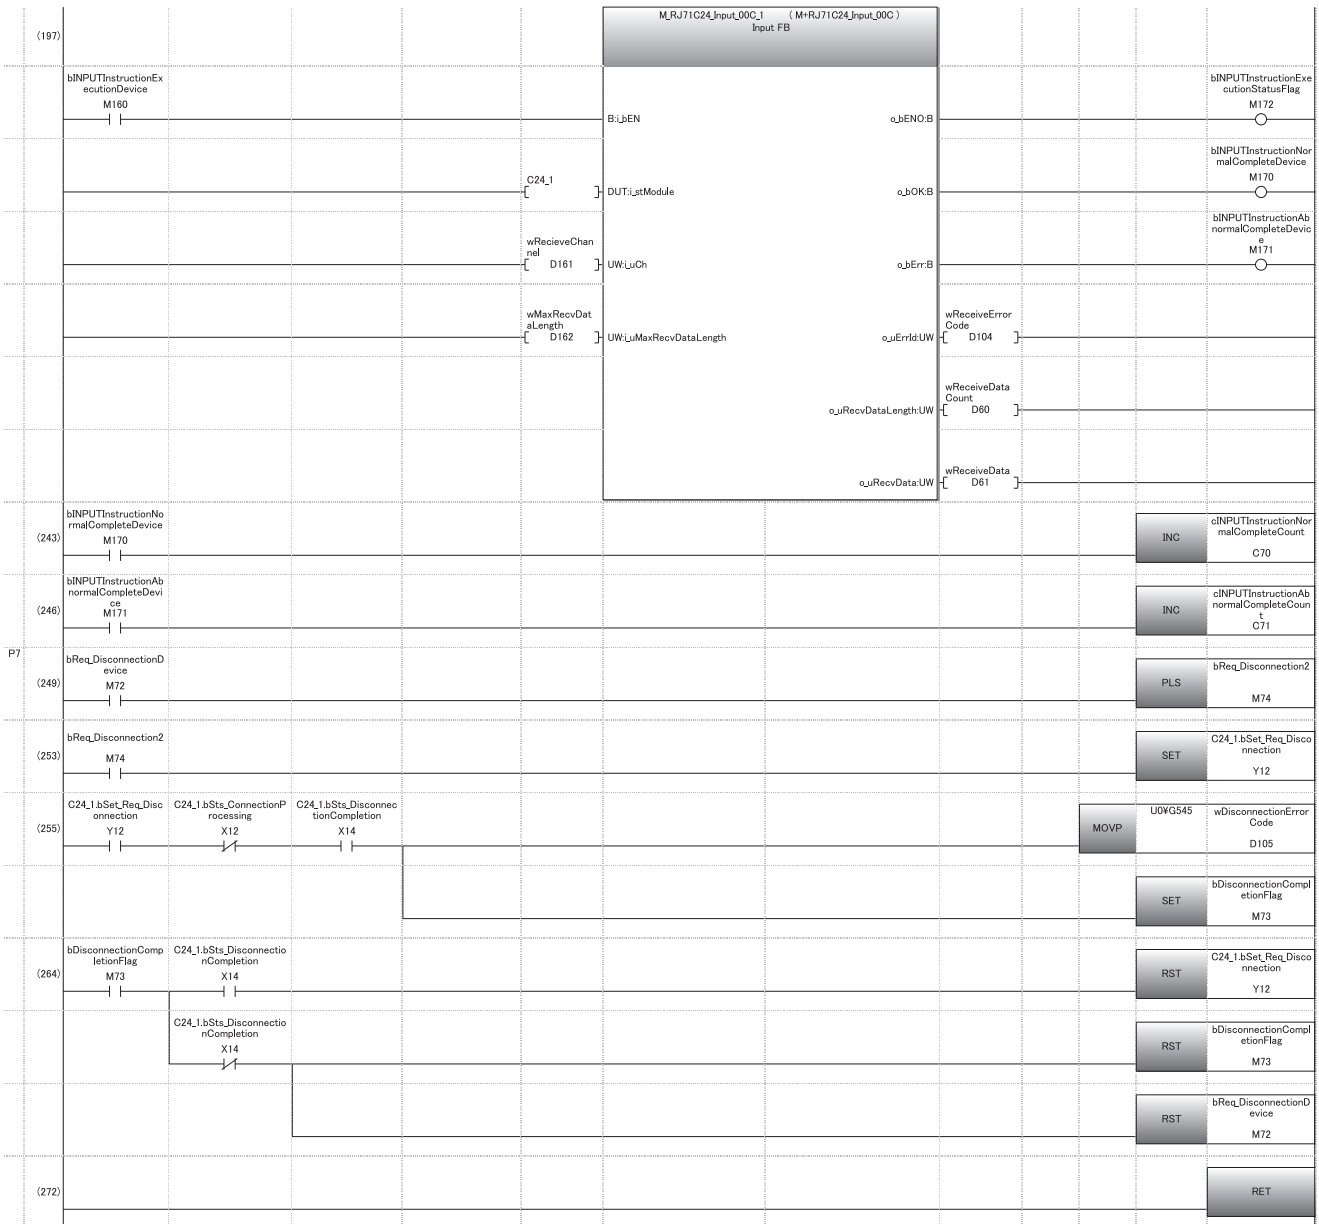 M_RJ71C24_Input_00C_1 ( M+RJ71C24_Input_00C )
Input FB
(197)
bINPUTInstructionEx
ecutionDevice
M160
B:i_bEN
o_bENO:B
bINPUTInstructionExe
cutionStatusFlag
M172
C24_1
DUT:i_stModule
o_bOK:B
bINPUTInstructionNor
malCompleteDevice
M170
wRecieveChan
nel
D161
UW:i_uCh
o_bErr:B
bINPUTInstructionAb
normalCompleteDevic
e
M171
wMaxRecvDat
aLength
D162
UW:i_uMaxRecvDataLength
o_uErrId:UW
wReceiveError
Code
D104
o_uRecvDataLength:UW
wReceiveData
Count
D60
o_uRecvData:UW
wReceiveData
D61
(243)
bINPUTInstructionNo
rmalCompleteDevice
M170
INC
cINPUTInstructionNor
malCompleteCount
C70
(246)
bINPUTInstructionAb
normalCompleteDevi
ce
M171
INC
cINPUTInstructionAb
normalCompleteCoun
t
C71
P7
(249)
bReq_DisconnectionD
evice
M72
PLS
bReq_Disconnection2
M74
(253)
bReq_Disconnection2
M74
SET
C24_1.bSet_Req_Disco
nnection
Y12
(255)
C24_1.bSet_Req_Disc
onnection
Y12
C24_1.bSts_ConnectionP
rocessing
X12
C24_1.bSts_Disconnec
tionCompletion
X14
MOVP
U0¥G545
wDisconnectionError
Code
D105
SET
bDisconnectionCompl
etionFlag
M73
(264)
bDisconnectionComp
letionFlag
M73
C24_1.bSts_Disconnectio
nCompletion
X14
RST
C24_1.bSet_Req_Disco
nnection
Y12
C24_1.bSts_Disconnectio
nCompletion
X14
RST
bDisconnectionCompl
etionFlag
M73
RST
bReq_DisconnectionD
evice
M72
(272)
RET